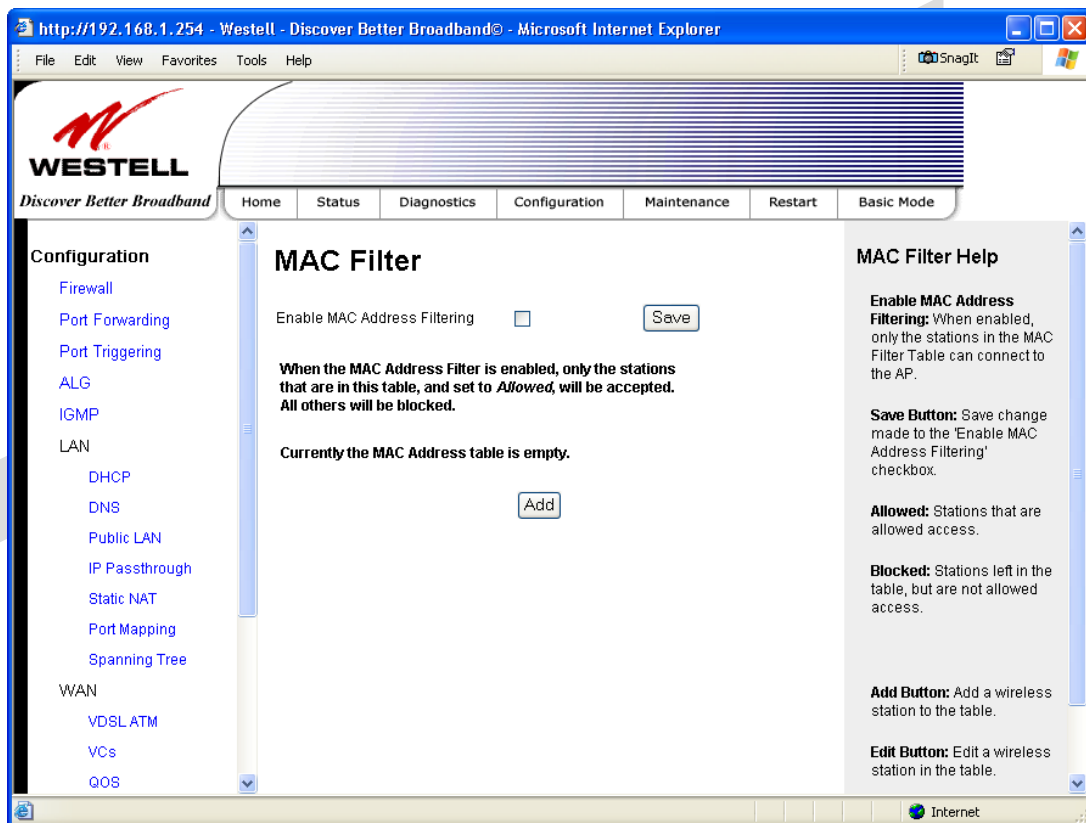 http://192.168.1.254 - Westell - Discover Better Broadband© - Microsoft Internet Explorer
File Edit View Favorites Tools Help
SnagIt
WESTELL
Discover Better Broadband
Home Status Diagnostics Configuration Maintenance Restart Basic Mode
Configuration
Firewall
Port Forwarding
Port Triggering
ALG
IGMP
LAN
DHCP
DNS
Public LAN
IP Passthrough
Static NAT
Port Mapping
Spanning Tree
WAN
VDSL ATM
VCs
QOS
MAC Filter
Enable MAC Address Filtering
Save
When the MAC Address Filter is enabled, only the stations
that are in this table, and set to Allowed, will be accepted.
All others will be blocked.
Currently the MAC Address table is empty.
Add
MAC Filter Help
Enable MAC Address
Filtering: When enabled,
only the stations in the MAC
Filter Table can connect to
the AP.
Save Button: Save change
made to the 'Enable MAC
Address Filtering'
checkbox.
Allowed: Stations that are
allowed access.
Blocked: Stations left in the
table, but are not allowed
access.
Add Button: Add a wireless
station to the table.
Edit Button: Edit a wireless
station in the table.
Internet